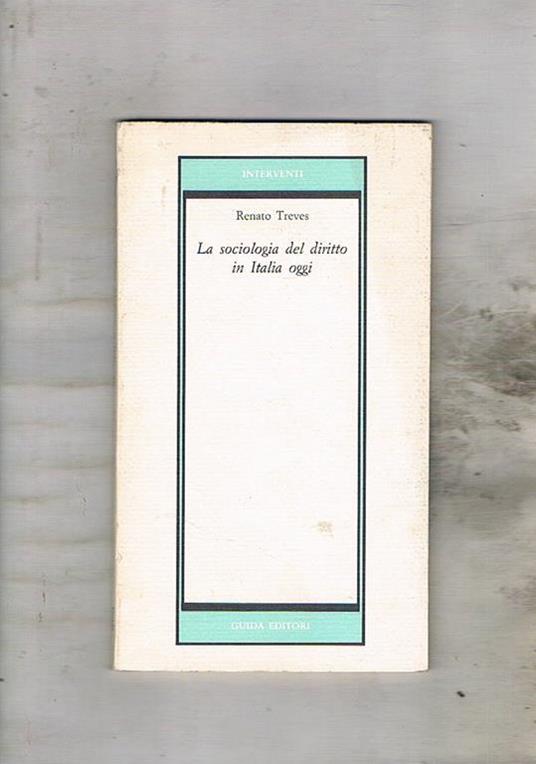 INTERVENTI
Renato Treves
La sociologia del diritto
in Italia oggi
GUIDA EDITORI